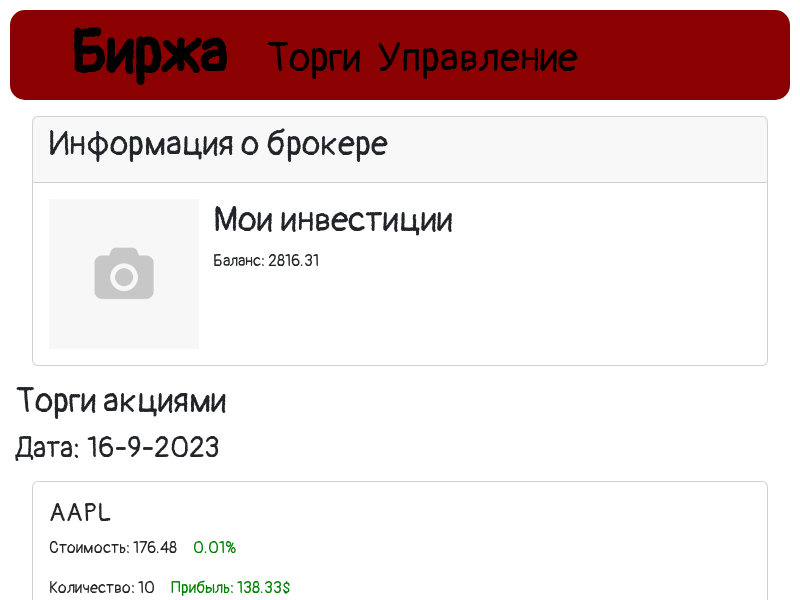 Биржа Торги Управление
Информация о брокере
Мои инвестиции
Баланс: 2816.31
Торги акциями
Дата: 16-9-2023
AAPL
Стоимость: 176.48 0.01%
Количество: 10 Прибыль: 138.33$